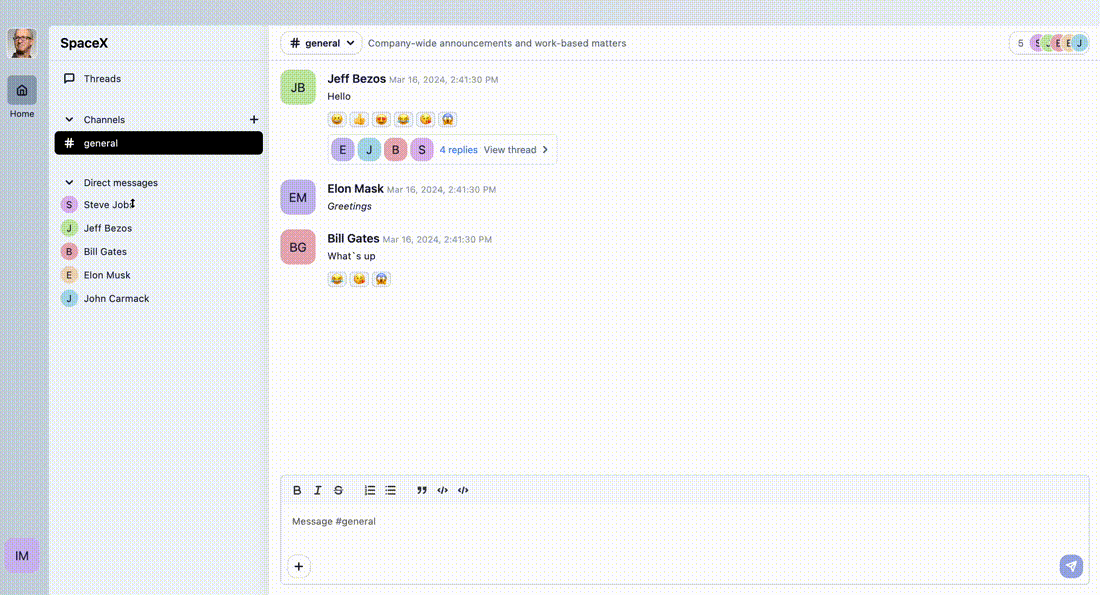 SpaceX
Threads
Home
Channels
# general
Direct messages
S Steve Jobs
J Jeff Bezos
B Bill Gates
E Elon Musk
J John Carmack
IM
# general
Company-wide announcements and work-based matters
5 S J B E J
JB
Jeff Bezos Mar 16, 2024, 2:41:30 PM
Hello
E J B S 4 replies View thread
EM
Elon Mask Mar 16, 2024, 2:41:30 PM
Greetings
BG
Bill Gates Mar 16, 2024, 2:41:30 PM
What`s up
B I S
Message #general